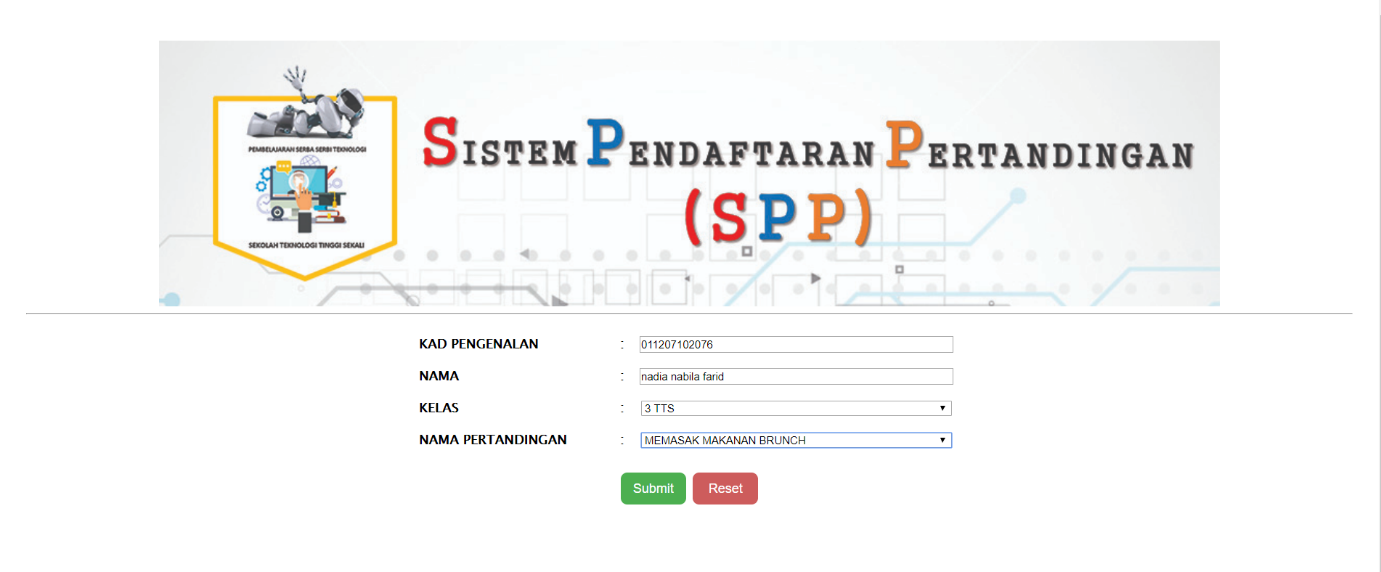 PEMBELAJARAN SERBA SERBI TEKNOLOGI
SEKOLAH TEKNOLOGI TINGGI SEKALI
SISTEM PENDAFTARAN PERTANDINGAN
(SPP)
KAD PENGENALAN : 011207102076
NAMA : nadia nabila farid
KELAS : 3 TTS
NAMA PERTANDINGAN : MEMASAK MAKANAN BRUNCH
Submit Reset